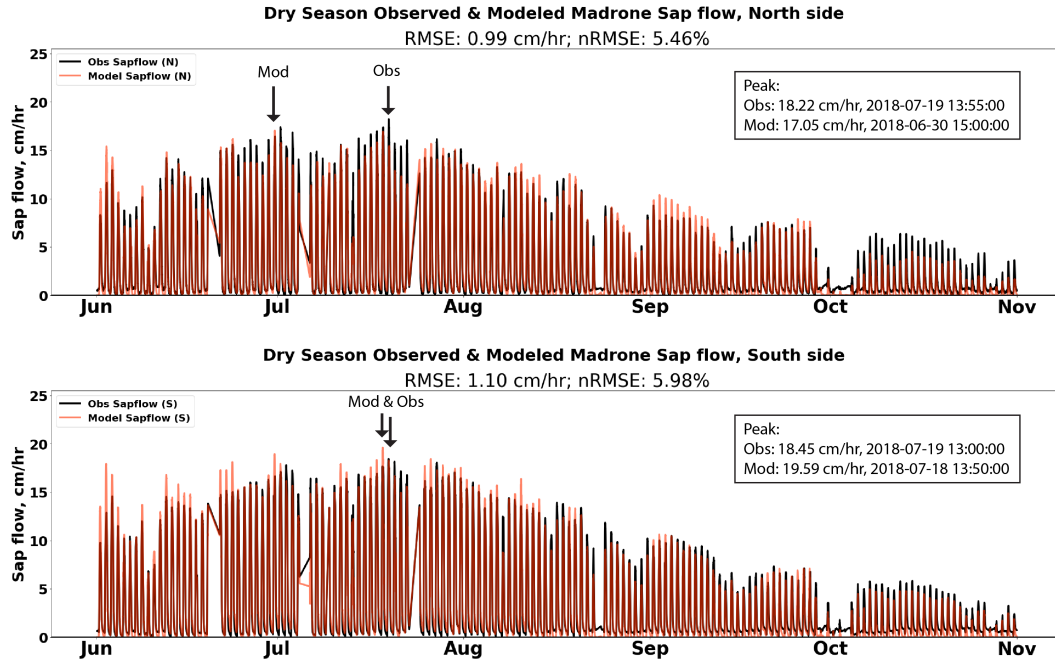 Dry Season Observed & Modeled Madrone Sap flow, North side
RMSE: 0.99 cm/hr; nRMSE: 5.46%
25
20
15
10
5
0
Sap flow, cm/hr
Obs Sapflow (N)
Model Sapflow (N)
Mod
Obs
Peak:
Obs: 18.22 cm/hr, 2018-07-19 13:55:00
Mod: 17.05 cm/hr, 2018-06-30 15:00:00
Jun Jul Aug Sep Oct Nov
Dry Season Observed & Modeled Madrone Sap flow, South side
RMSE: 1.10 cm/hr; nRMSE: 5.98%
25
20
15
10
5
0
Sap flow, cm/hr
Obs Sapflow (S)
Model Sapflow (S)
Mod & Obs
Peak:
Obs: 18.45 cm/hr, 2018-07-19 13:00:00
Mod: 19.59 cm/hr, 2018-07-18 13:50:00
Jun Jul Aug Sep Oct Nov